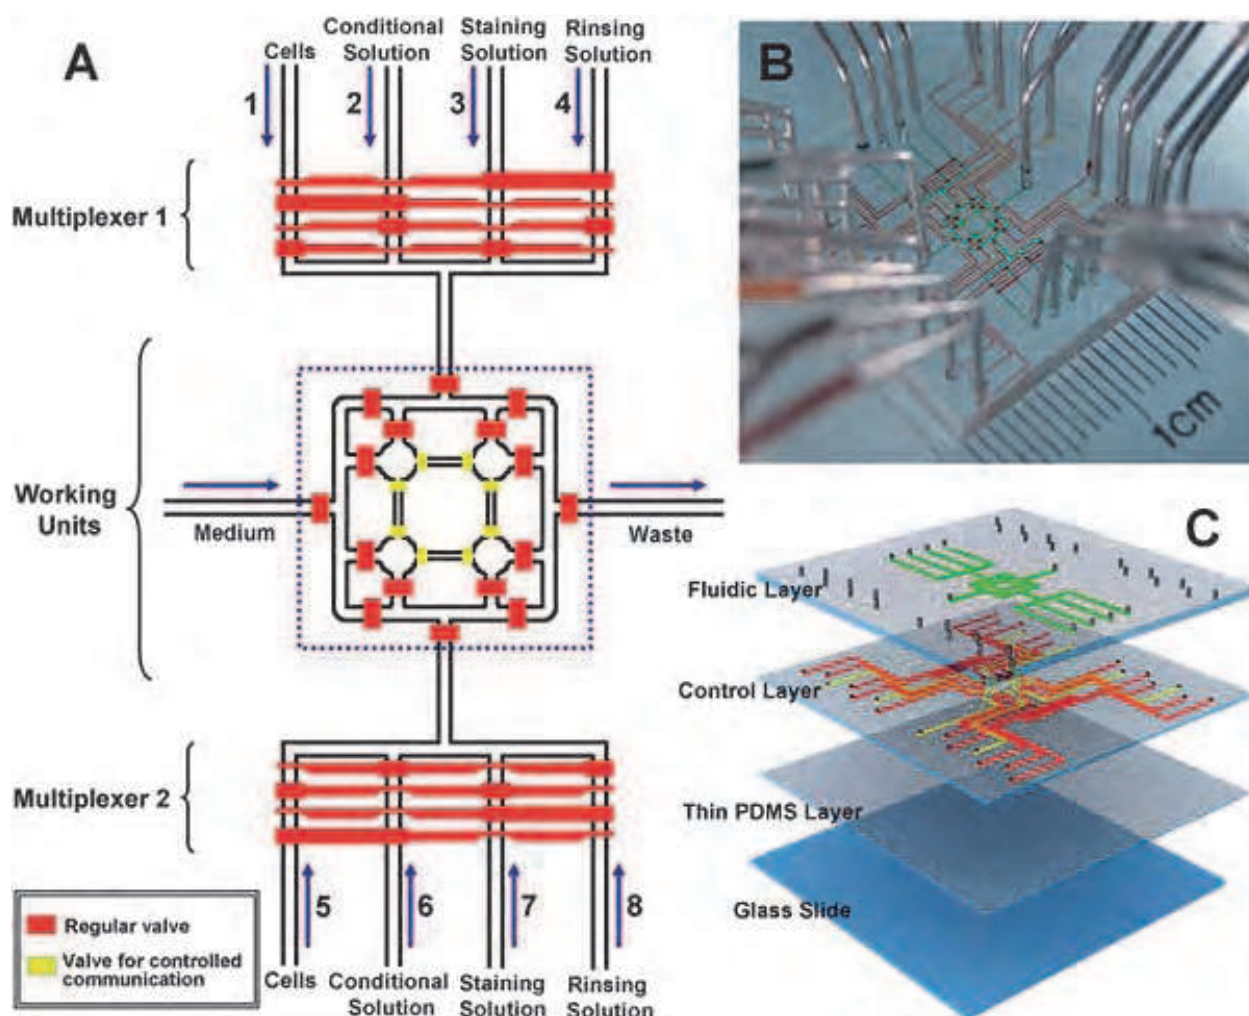 A
Cells
Conditional
Solution
Staining
Solution
Rinsing
Solution
1
2
3
4
Multiplexer 1
Working
Units
Medium
Waste
Multiplexer 2
5
6
7
8
Cells
Conditional
Solution
Staining
Solution
Rinsing
Solution
Regular valve
Valve for controlled
communication
B
1cm
C
Fluidic Layer
Control Layer
Thin PDMS Layer
Glass Slide